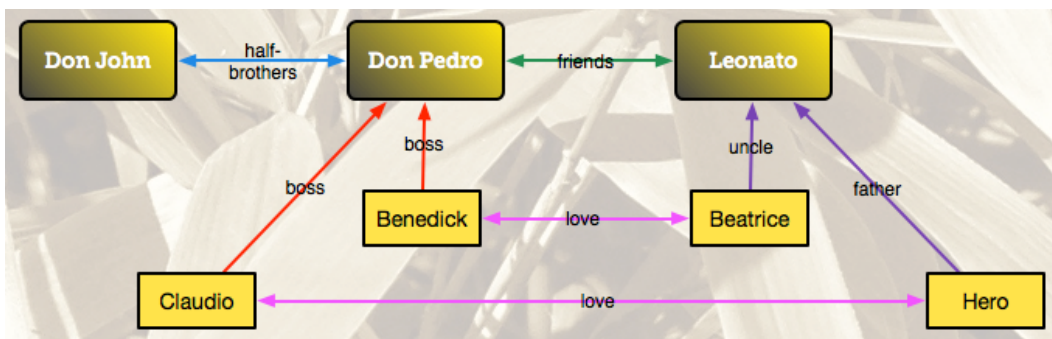 Don John
half-
brothers
Don Pedro
friends
Leonato
boss
boss
uncle
father
Benedick
love
Beatrice
Claudio
love
Hero